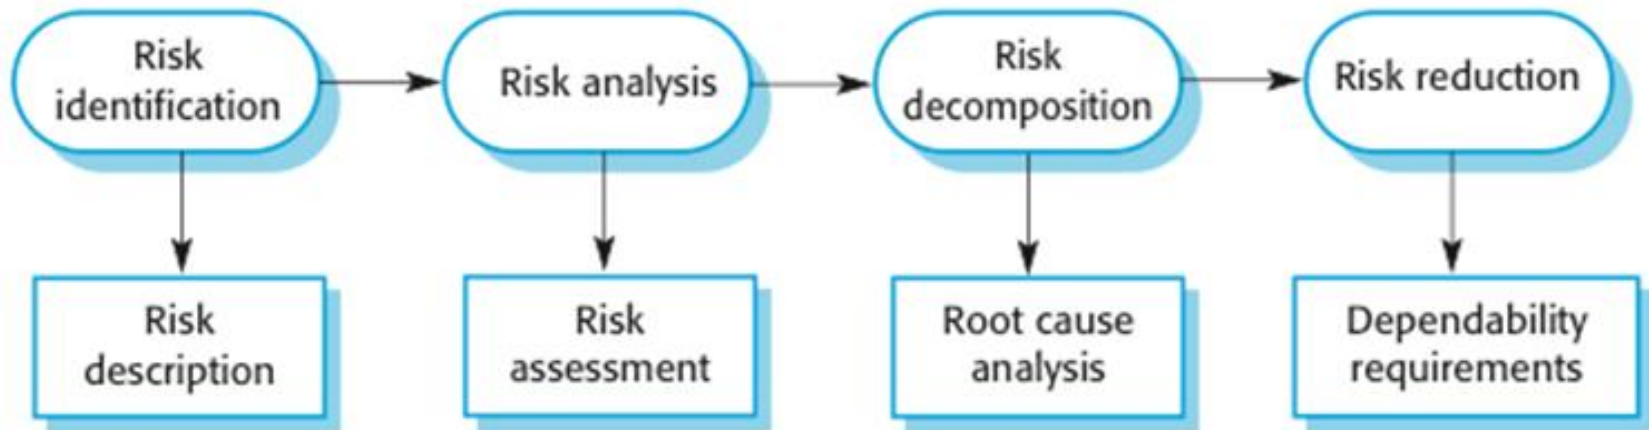 Risk
identification
Risk analysis
Risk
decomposition
Risk reduction
Risk
description
Risk
assessment
Root cause
analysis
Dependability
requirements